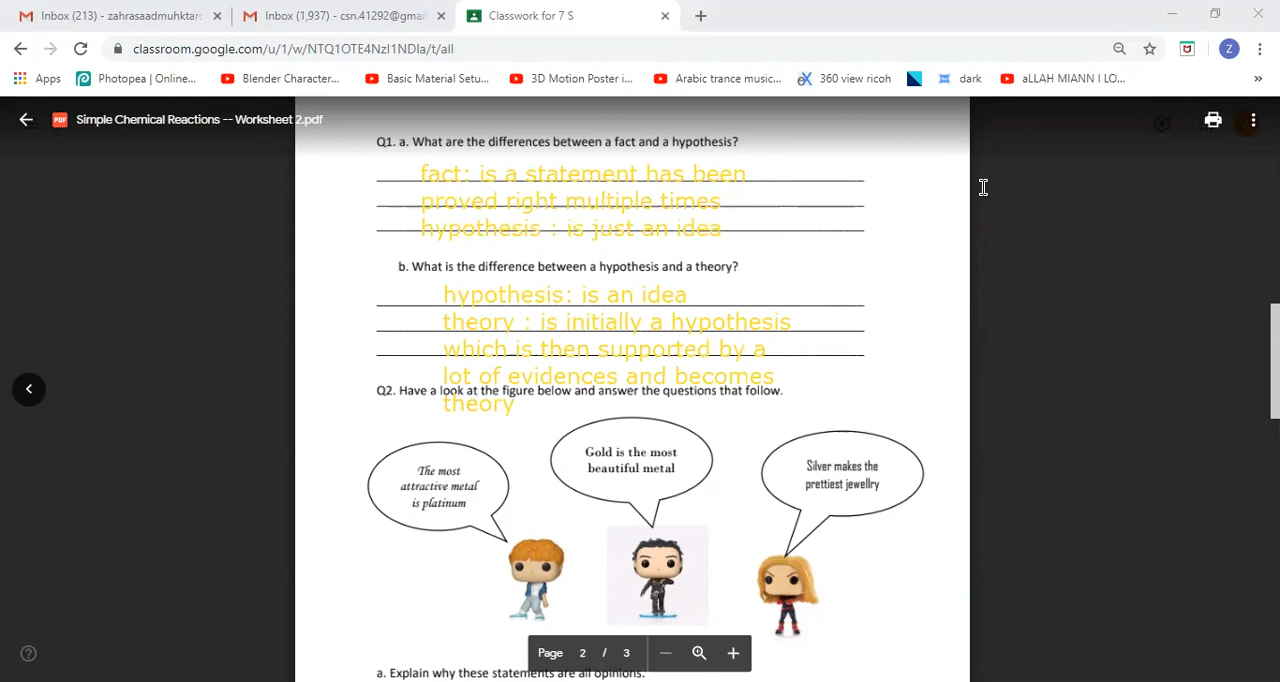 Inbox (213) - zahrasaadmuhktar
Inbox (1,937) - csn.41292@gmai
Classwork for 7 S
classroom.google.com/u/1/w/NTQ1OTE4NzI1NDIa/t/all
Z
Apps
Photopea | Online...
Blender Character...
Basic Material Setu...
3D Motion Poster i...
Arabic trance music...
360 view ricoh
dark
aLLAH MIANN I LO...
PDF
Simple Chemical Reactions -- Worksheet 2.pdf
Q1. a. What are the differences between a fact and a hypothesis?
fact: is a statement has been
proved right multiple times
hypothesis : is just an idea
b. What is the difference between a hypothesis and a theory?
hypothesis: is an idea
theory : is initially a hypothesis
which is then supported by a
lot of evidences and becomes
theory
Q2. Have a look at the figure below and answer the questions that follow.
The most
attractive metal
is platinum
Gold is the most
beautiful metal
Silver makes the
prettiest jewellry
Page 2 / 3
a. Explain why these statements are all opinions.